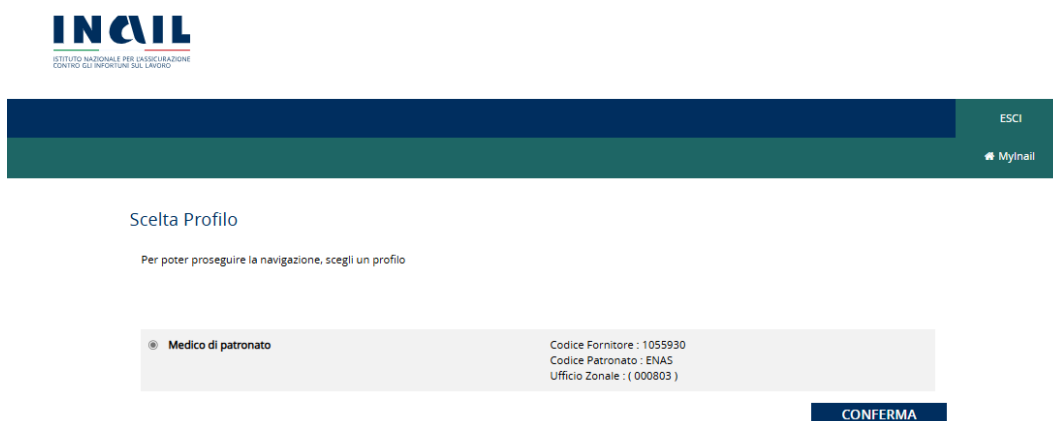 INAIL
ISTITUTO NAZIONALE PER L'ASSICURAZIONE
CONTRO GLI INFORTUNI SUL LAVORO
ESCI
MyInail
Scelta Profilo
Per poter proseguire la navigazione, scegli un profilo
Medico di patronato
Codice Fornitore : 1055930
Codice Patronato : ENAS
Ufficio Zonale : ( 000803 )
CONFERMA